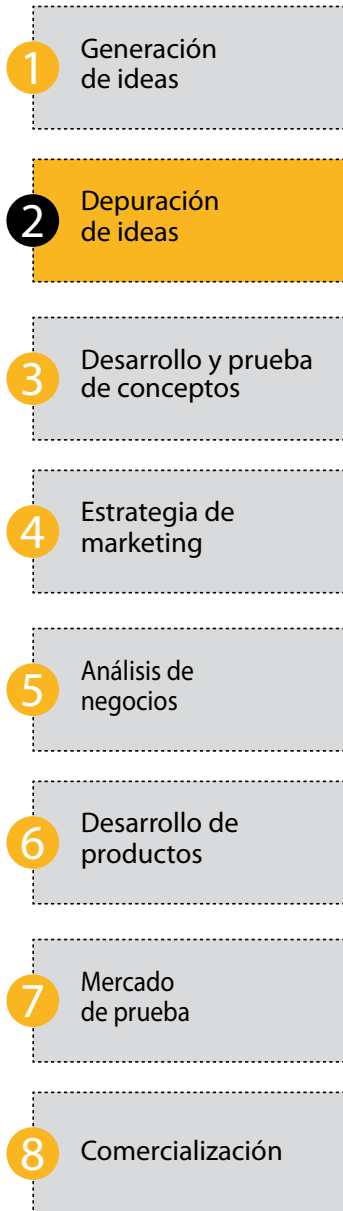 1
Generación
de ideas
2
Depuración
de ideas
3
Desarrollo y prueba
de conceptos
4
Estrategia de
marketing
5
Análisis de
negocios
6
Desarrollo de
productos
7
Mercado
de prueba
8
Comercialización